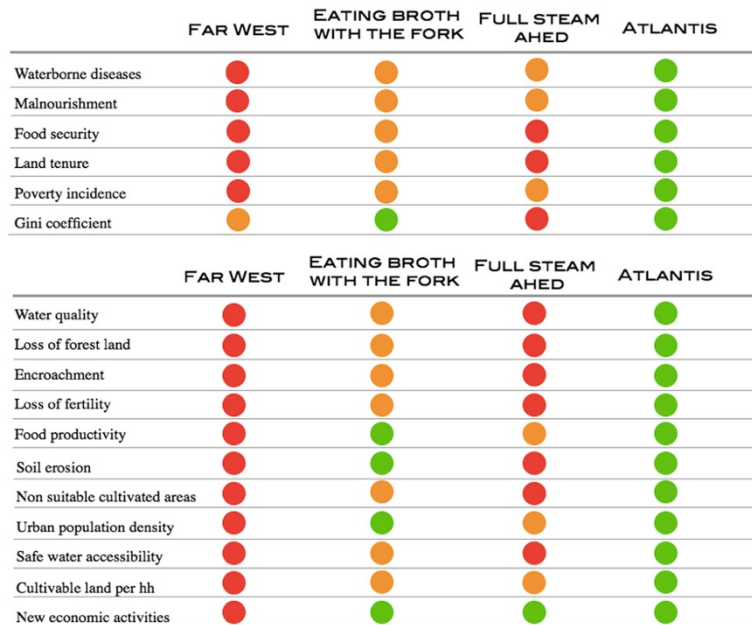 FAR WEST EATING BROTH WITH THE FORK FULL STEAM AHED ATLANTIS
Waterborne diseases
Malnourishment
Food security
Land tenure
Poverty incidence
Gini coefficient
FAR WEST EATING BROTH WITH THE FORK FULL STEAM AHED ATLANTIS
Water quality
Loss of forest land
Encroachment
Loss of fertility
Food productivity
Soil erosion
Non suitable cultivated areas
Urban population density
Safe water accessibility
Cultivable land per hh
New economic activities